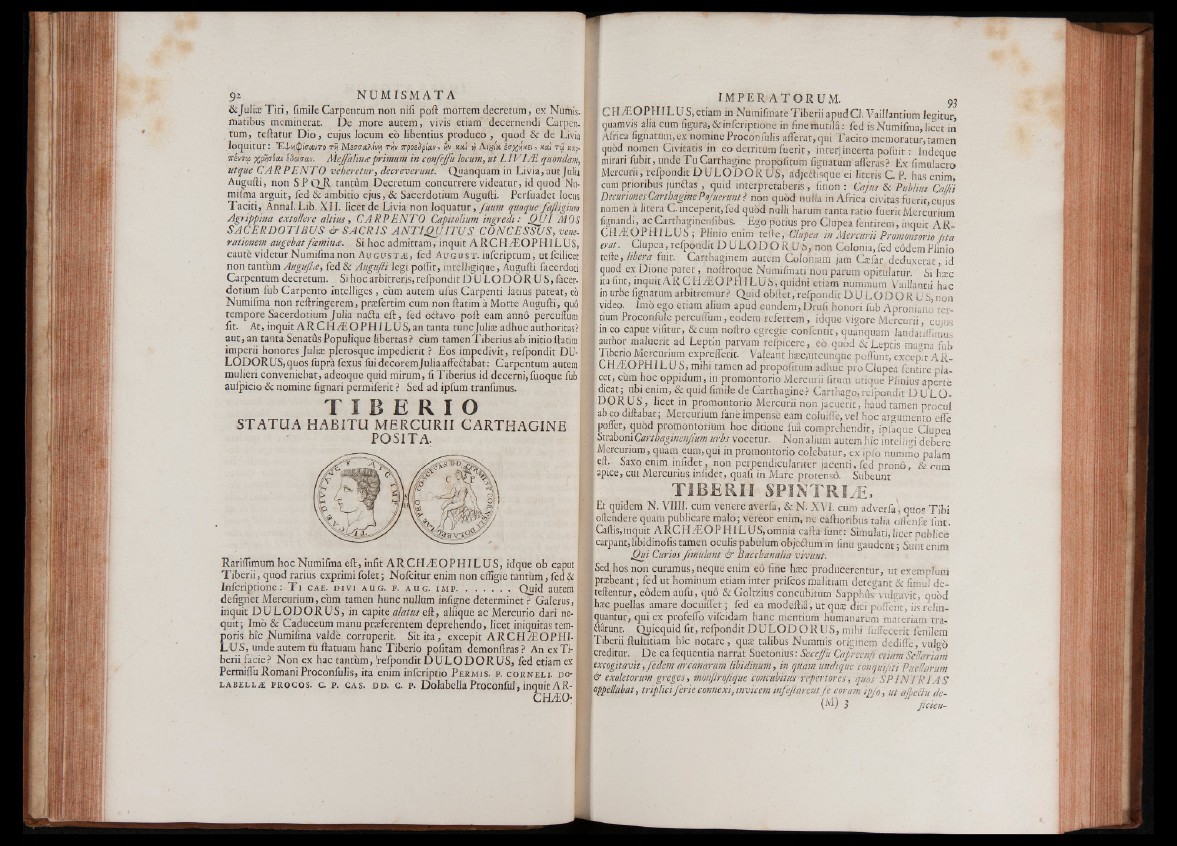 92 NUMISMATA
& Juliæ Titi, ſimile Carpentum non niſi poſt mortem decretum, ex Numiſ-
matibus meminerat. De more autem, vivis etiam decernendi Carpen-
tum, teſtatur Dio, cujus locum eò libentius produco, quod & de Livia
loquitur:
Meſſalinæ primum in conſeſſu locum, ut LIVIÆ quondam,
utque CARPENTO veheretur, decreverunt. Quanquam in Livia, aut Julia
Auguſti, non SPQR tantùm Decretum concurrere videatur, id quod Nu-
miſma arguit, ſed & ambitio ejus, & Sacerdotium Auguſti. Perſuadet locus
Taciti, Annal. Lib. XII. licet de Livia non loquatur, ſuum quoque faſtigium
Agrippina extollere altius, CARPENTO Capitolium ingredi: QUI MOS
SACERDOTIBUS & SACRIS ANTIQUITUS CONCESSUS, vene-
rationem augebat fæminæ. Si hoc admittam, inquit ARCHÆOPHILUS,
cautè videtur Numiſma non AUGUSTÆ, ſed AUGUST. inſcriptum, ut ſcilicet
non tantùm Auguſtæ, ſed & Auguſti legi poſſit, intelligique, Auguſti ſacerdoti
Carpentum decretum. Si hoc arbitreris, reſpondit DULODORUS, ſacer-
dotium ſub Carpento intelliges, cùm autem uſus Carpenti latius pateat, eò
Numiſma non reſtringerem, præſertim cum non ſtatim à Morte Auguſti, quò
tempore Sacerdotium Julia nacta eſt, ſed octavo poſt eam annô percuſſum
ſit. At, inquit ARCHÆOPHILUS, an tanta tunc Juliæ adhuc authoritas?
aut, an tanta Senatûs Populique libertas? cùm tamen Tiberius ab initio ſtatim
imperii honores Juliæ pleroſque impedierit? Eos impedivit, reſpondit DU-
LODORUS, quos ſuprà ſexus ſui decorem Julia affectabat: Carpentum autem
mulieri conveniebat, adeoque quid mirum, ſi Tiberius id decerni, ſuoque ſub
auſpicio & nomine ſignari permiſerit? Sed ad ipſum tranſimus.
TIBERIO
STATUA HABITU MERCURII CARTHAGINE
POSITA.
Rariſſimum hoc Numiſma eſt, infit ARCHÆOPHILUS, idque ob caput
Tiberii, quod rarius exprimi ſolet; Noſcitur enim non effigie tantùm, ſed &
Inſcriptione: TI CAE. DIVI AUG. F. AUG. IMP. . . . . . . Quid autem
deſignet Mercurium, cùm tamen hunc nullum inſigne determinet? Galerus,
inquit DULODORUS, in capite alatus eſt, aliique ac Mercurio dari ne-
quit; Imò & Caduceum manu præferentem deprehendo, licet iniquitas tem-
poris hîc Numiſma valdè corruperit. Sit ita, excepit ARCHÆOPHI-
LUS, unde autem tu ſtatuam hanc Tiberio poſitam demonſtras? An ex Ti-
berii facie? Non ex hac tantùm, reſpondit DULODORUS, ſed etiam ex
Permiſſu Romani Proconſulis, ita enim inſcriptio PERMIS. P. CORNELI. DO-
LABELLÆ PROCOS. C. P. CAS. DD. C. P. Dolabella Proconſul, inquit AR-
CHÆO-
IMPERATORUM. 93
CHÆOPHILUS, etiam in Numiſmate Tiberii apud Cl. Vaillantium legitur,
quamvis alia cum figura, & inſcriptione in fine mutilâ: ſed is Numiſma, licet in
Africa ſignatum, ex nomine Proconſulis aſſerat, qui Tacito memoratur, tamen
quòd nomen Civitatis in eo detritum fuerit, inter incerta poſuit: Indeque
mirari ſubit, unde Tu Carthagine propoſitum ſignatum aſſeras? Ex ſimulacro
Mercurii, reſpondit DULODORUS, adjectiſque ei literis C. P. has enim,
cum prioribus junctas, quid interpretaberis, ſinon: Cajus & Publius Caſſii
Decuriones Carthagine Poſuerunt? non quòd nulla in Africa civitas fuerit, cujus
nomen à litera C. inceperit, ſed quòd nulli harum tanta ratio fuerit Mercurium
ſignandi, ac Carthaginenſibus. Ego potiùs pro Clupea ſentirem, inquit AR-
CHÆOPHILUS; Plinio enim teſte, Clupea in Mercurii Promontorio ſita
erat. Clupea, reſpondit DULODORUS, non Colonia, ſed eôdem Plinio
teſte, libera fuit. Carthaginem autem Coloniam jam Cæſar deduxerat, id
quod ex Dione patet, noſtroque Numiſmati non parum opitulatur. Si hæc
ita ſint, inquit ARCHÆOPHILUS, quidni etiam nummum Vaillantii hac
in urbe ſignatum arbitremur? Quid obſtet, reſpondit DULODORUS, non
video. Imò ego etiam alium apud eundem, Druſi honori ſub Aproniano ter-
tium Proconſule percuſſum, eodem referrem, idque vigore Mercurii, cujus
in eo caput viſitur, & cum noſtro egregiè conſentit, quanquam laudatiſſimus
author maluerit ad Leptin parvam reſpicere, eò quòd & Leptis magna ſub
Tiberio Mercurium expreſſerit. Valeant hæc, utcunque poſſunt, excepit AR-
CHÆOPHILUS, mihi tamen ad propoſitum adhuc pro Clupea ſentire pla-
cet, cùm hoc oppidum, in promontorio Mercurii ſitum utique Plinius apertè
dicat; ubi enim, & quid ſimile de Carthagine? Carthago, reſpondit DULO-
DORUS, licet in promontorio Mercurii non jacuerit, haud tamen procul
ab eo diſtabat; Mercurium ſanè impensè eam coluiſſe, vel hoc argumento eſſe
poſſet, quòd promontorium hoc ditione ſuâ comprehendit, ipſaque Clupea
Straboni Carthaginenſium urbs vocetur. Non alium autem hîc intelligi debere
Mercurium, quam eum, qui in promontorio colebatur, ex ipſo nummo palam
eſt. Saxo enim inſidet, non perpendiculariter jacenti, ſed pronô, & cum
apice, cui Mercurius inſidet, quaſi in Mare protensô. Subeunt
TIBERII SPINTRIÆ,
Et quidem N. VIIII. cum venere averſa, & N. XVI. cum adverſa, quos Tibi
oſtendere quam publicare malo; vereor enim, ne caſtioribus talia offenſæ ſint.
Caſtis, inquit ARCHÆOPHILUS, omnia caſta ſunt: Simulati, licet publicè
carpant, libidinoſis tamen oculis pabulum objectum in ſinu gaudent; Sunt enim
Qui Curios ſimulant & Bacchanalia vivunt.
Sed hos non curamus, neque enim eò fine hæc producerentur, ut exemplum
præbeant; ſed ut hominum etiam inter priſcos malitiam detegant & ſimul de-
teſtentur, eôdem auſu, quô & Goltzius concubitum Sapphûs vulgavit, quòd
hæc puellas amare docuiſſet; ſed ea modeſtiâ, ut quæ dici poſſent, iis relin-
quantur, qui ex profeſſo viſcidam hanc mentium humanarum materiam tra-
ctârunt. Quicquid ſit, reſpondit DULODORUS, mihi ſuffecerit ſenilem
Tiberii ſtultitiam hîc notare, quæ talibus Nummis originem dediſſe, vulgò
creditur. De ea ſequentia narrat Suetonius: Seceſſu Capreenſi etiam Sellariam
excogitavit, ſedem arcanarum libidinum, in quam undique conquiſiti Puellarum
& exoletorum greges, monſtroſique concubitus repertores, quos SPINTRIAS
appellabat, triplici ſerie connexi, invicem inſeſtarent ſe coram ipſo, ut aſpectu de-
(M) 3 ficien-